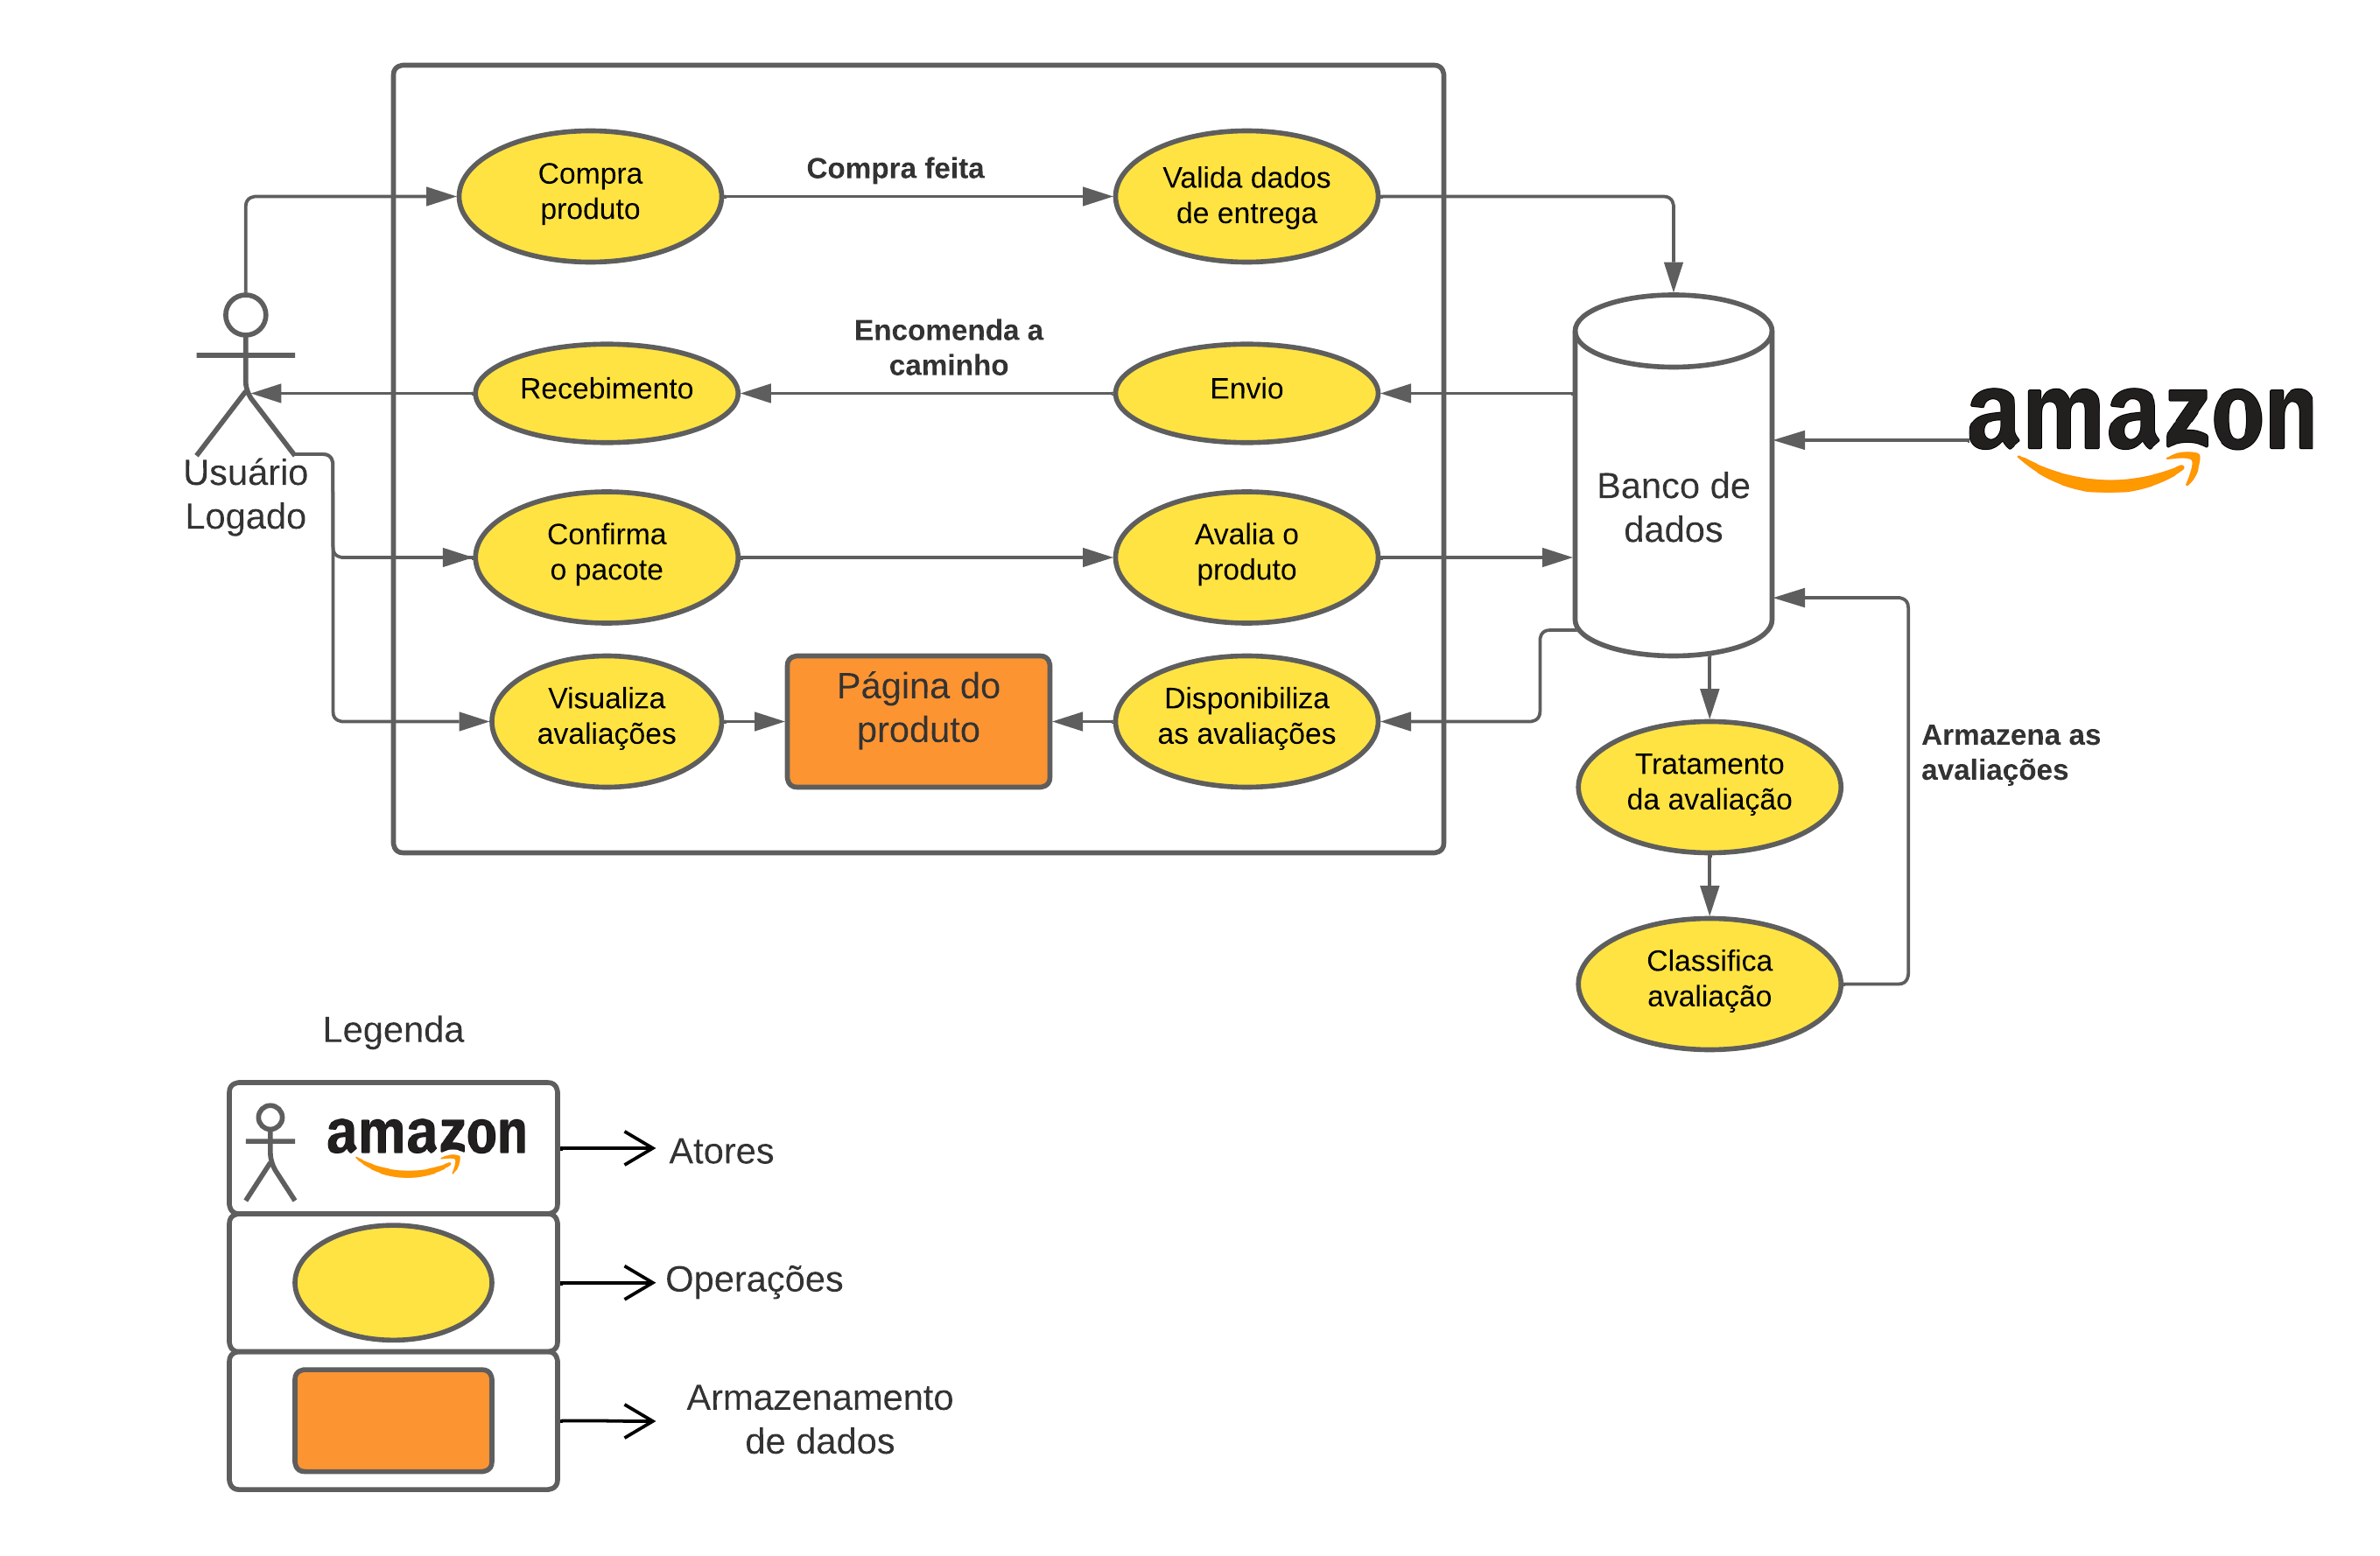 Compra
produto
Compra feita
Valida dados
de entrega
Encomenda a
caminho
Recebimento
Envio
Usuário
Logado
Banco de
dados
amazon
Confirma
o pacote
Avalia o
produto
Visualiza
avaliações
Página do
produto
Disponibiliza
as avaliações
Tratamento
da avaliação
Armazena as
avaliações
Classifica
avaliação
Legenda
amazon
Atores
Operações
Armazenamento
de dados